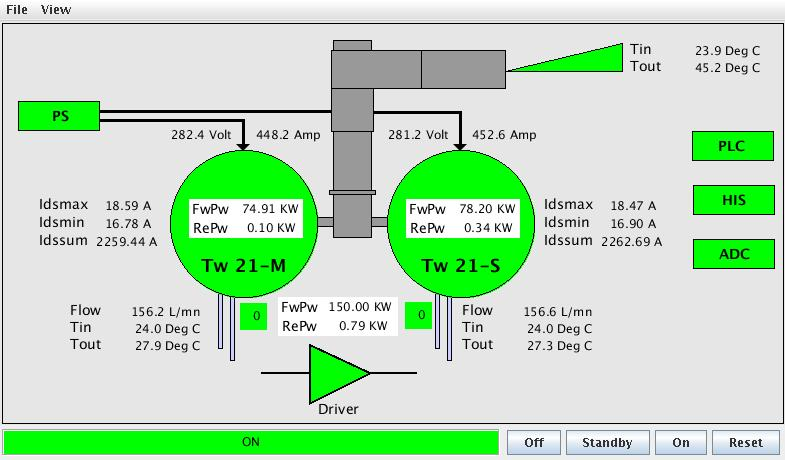 File View
Tin 23.9 Deg C
Tout 45.2 Deg C
PS
282.4 Volt 448.2 Amp 281.2 Volt 452.6 Amp
PLC
HIS
ADC
Idsmax 18.59 A
Idsmin 16.78 A
Idssum 2259.44 A
FwPw 74.91 KW
RePw 0.10 KW
Tw 21-M
FwPw 78.20 KW
RePw 0.34 KW
Tw 21-S
Idsmax 18.47 A
Idsmin 16.90 A
Idssum 2262.69 A
Flow 156.2 L/mn
Tin 24.0 Deg C
Tout 27.9 Deg C
0
FwPw 150.00 KW
RePw 0.79 KW
0
Flow 156.6 L/mn
Tin 24.0 Deg C
Tout 27.3 Deg C
Driver
ON
Off Standby On Reset